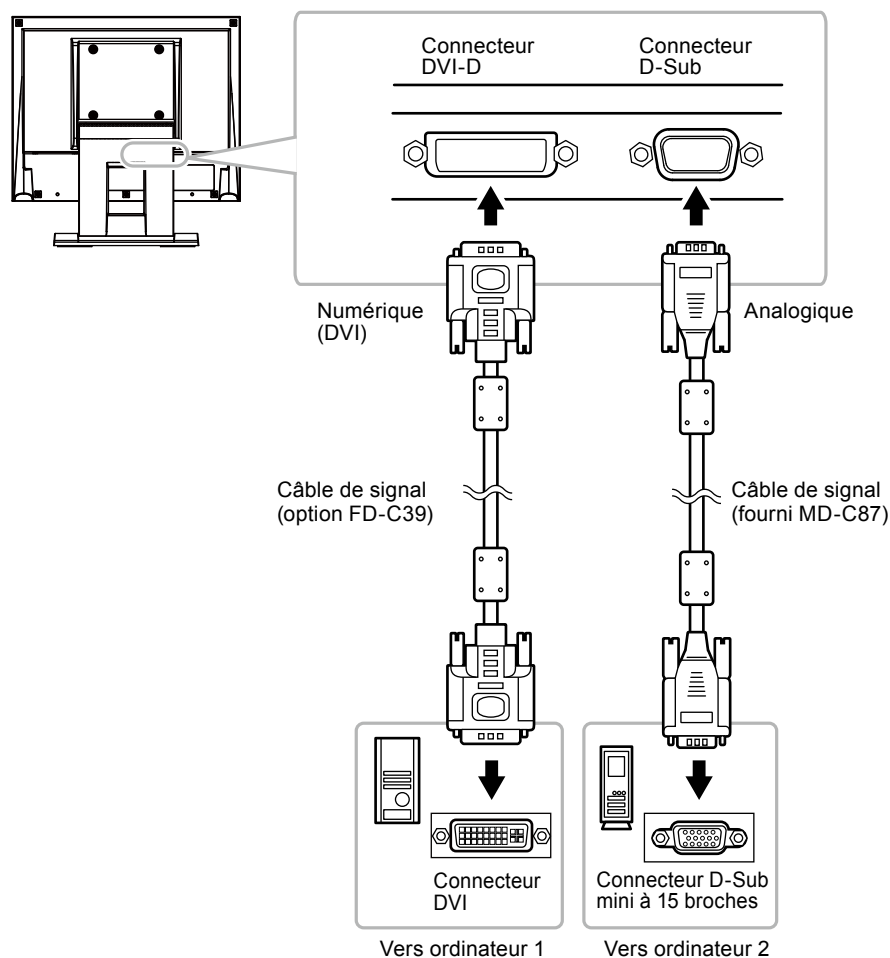 Connecteur
DVI-D
Connecteur
D-Sub
Numérique
(DVI)
Analogique
Câble de signal
(option FD-C39)
Câble de signal
(fourni MD-C87)
Connecteur
DVI
Connecteur D-Sub
mini à 15 broches
Vers ordinateur 1
Vers ordinateur 2